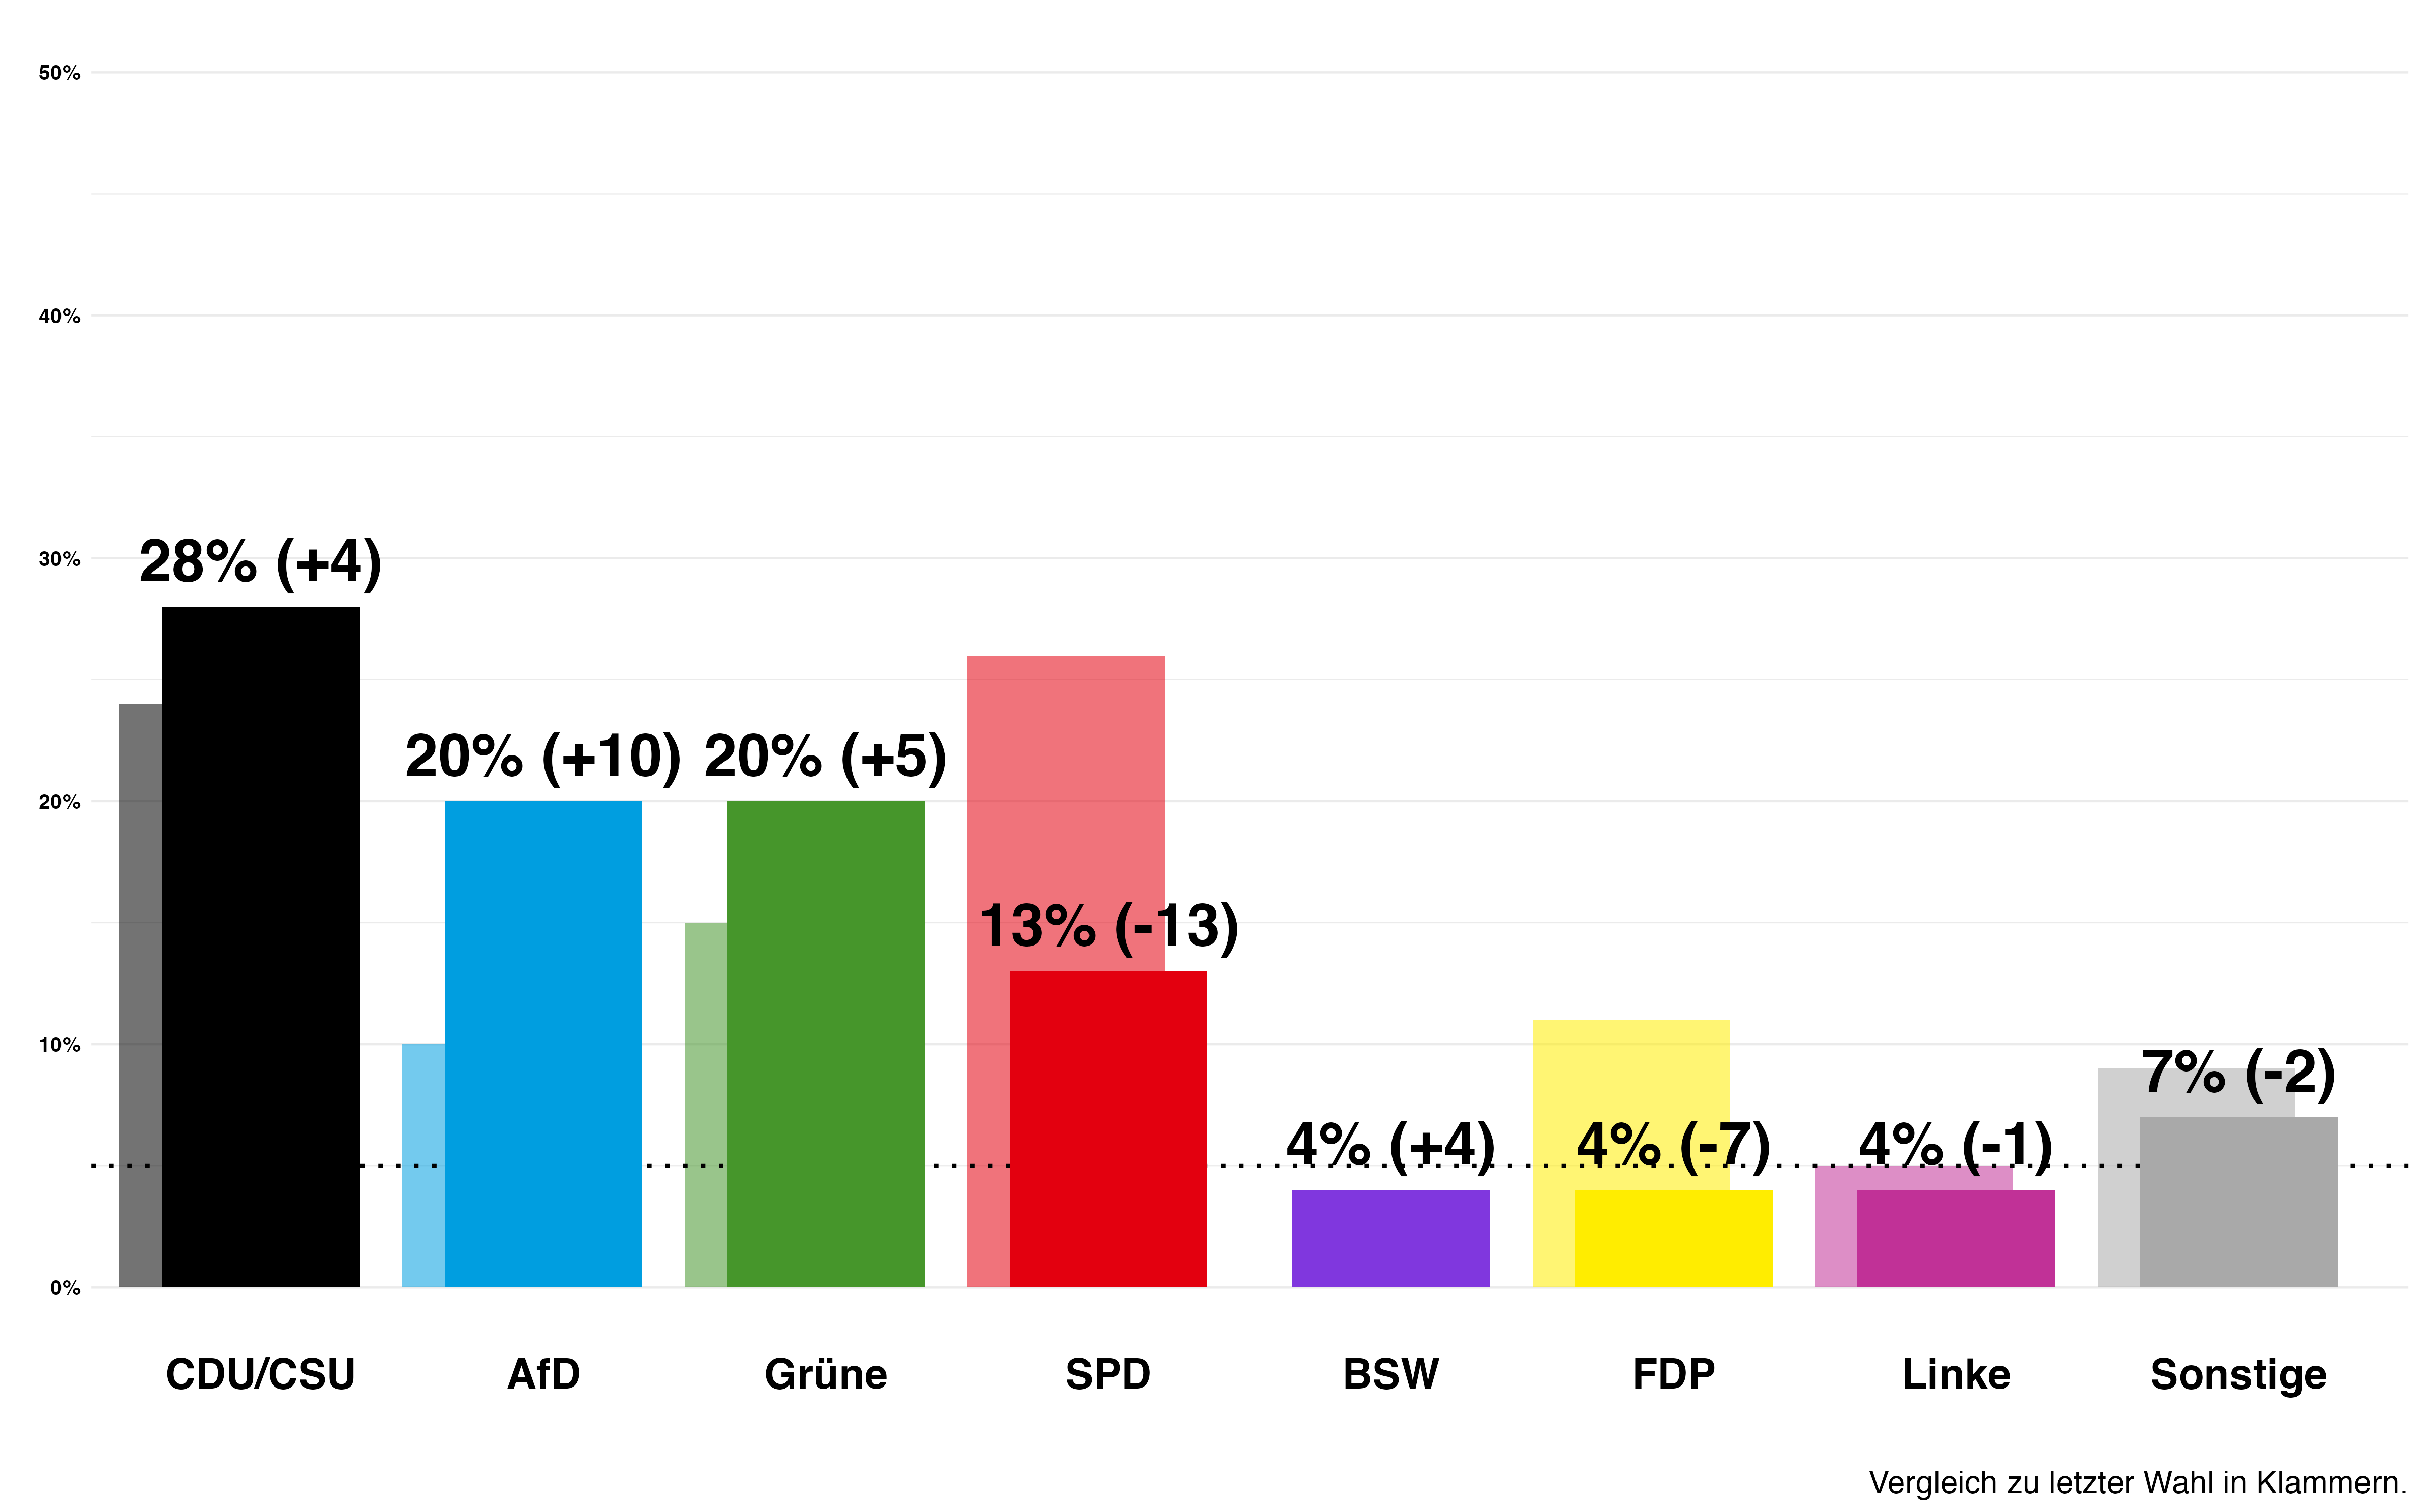 50%
40%
30%
20%
10%
0%
28% (+4)
20% (+10)
20% (+5)
13% (-13)
4% (+4)
4% (-7)
4% (-1)
7% (-2)
CDU/CSU
AfD
Grüne
SPD
BSW
FDP
Linke
Sonstige
Vergleich zu letzter Wahl in Klammern.